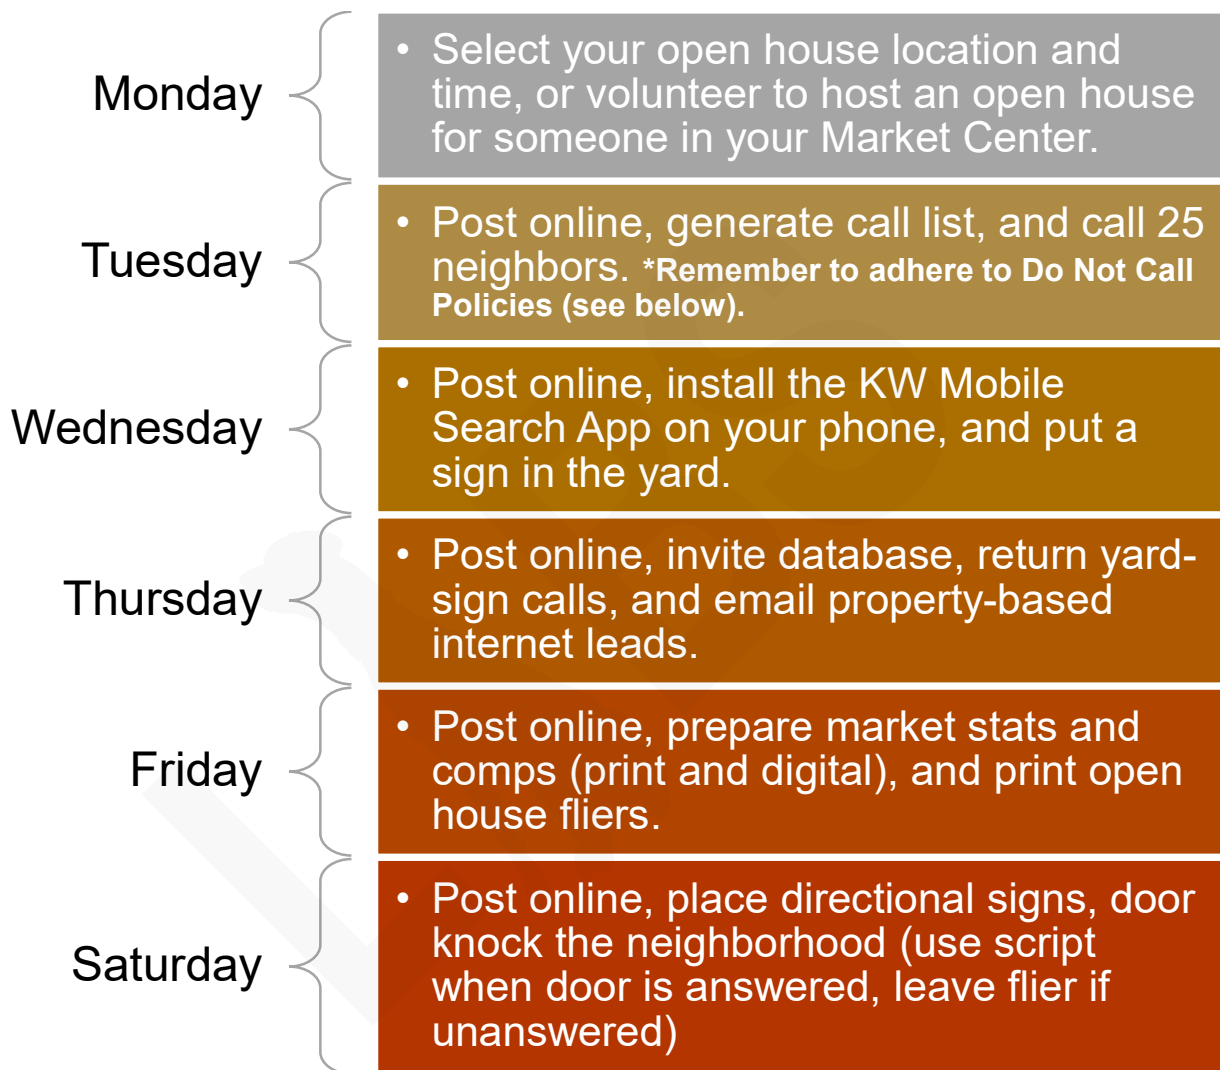 Monday
• Select your open house location and
time, or volunteer to host an open house
for someone in your Market Center.
Tuesday
• Post online, generate call list, and call 25
neighbors. *Remember to adhere to Do Not Call
Policies (see below).
Wednesday
• Post online, install the KW Mobile
Search App on your phone, and put a
sign in the yard.
Thursday
• Post online, invite database, return yard-
sign calls, and email property-based
internet leads.
Friday
• Post online, prepare market stats and
comps (print and digital), and print open
house fliers.
Saturday
• Post online, place directional signs, door
knock the neighborhood (use script
when door is answered, leave flier if
unanswered)